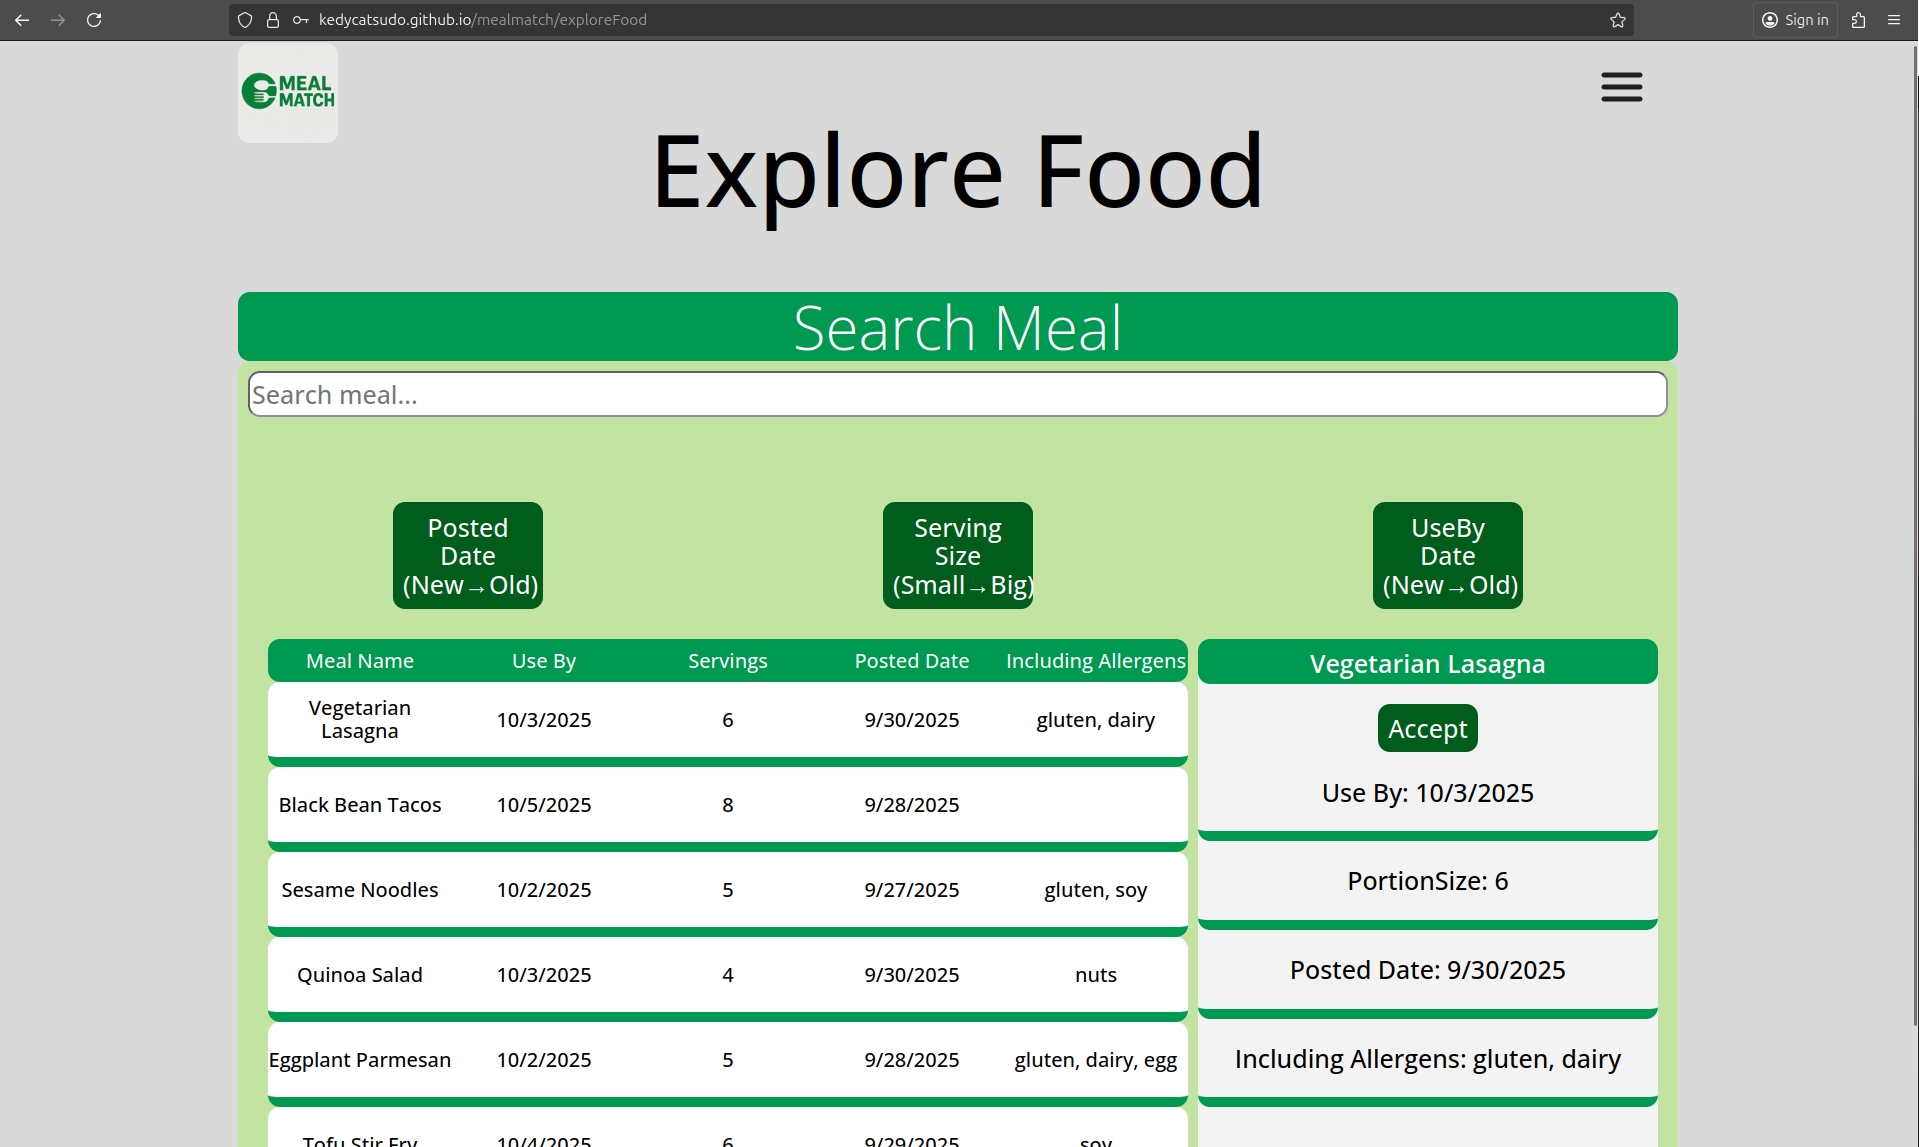 kedycatsudo.github.io/mealmatch/exploreFood
Sign in
MEAL
MATCH
Explore Food
Search Meal
Search meal...
Posted
Date
(New→Old)
Serving
Size
(Small→Big)
UseBy
Date
(New→Old)
Meal Name Use By Servings Posted Date Including Allergens
Vegetarian
Lasagna 10/3/2025 6 9/30/2025 gluten, dairy
Black Bean Tacos 10/5/2025 8 9/28/2025
Sesame Noodles 10/2/2025 5 9/27/2025 gluten, soy
Quinoa Salad 10/3/2025 4 9/30/2025 nuts
Eggplant Parmesan 10/2/2025 5 9/28/2025 gluten, dairy, egg
Tofu Stir Fry 10/4/2025 6 9/29/2025 soy
Vegetarian Lasagna
Accept
Use By: 10/3/2025
PortionSize: 6
Posted Date: 9/30/2025
Including Allergens: gluten, dairy